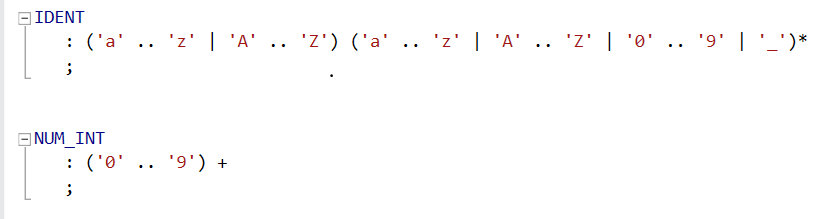 IDENT
: ('a' .. 'z' | 'A' .. 'Z') ('a' .. 'z' | 'A' .. 'Z' | '0' .. '9' | '_')*
;
.
NUM_INT
: ('0' .. '9') +
;